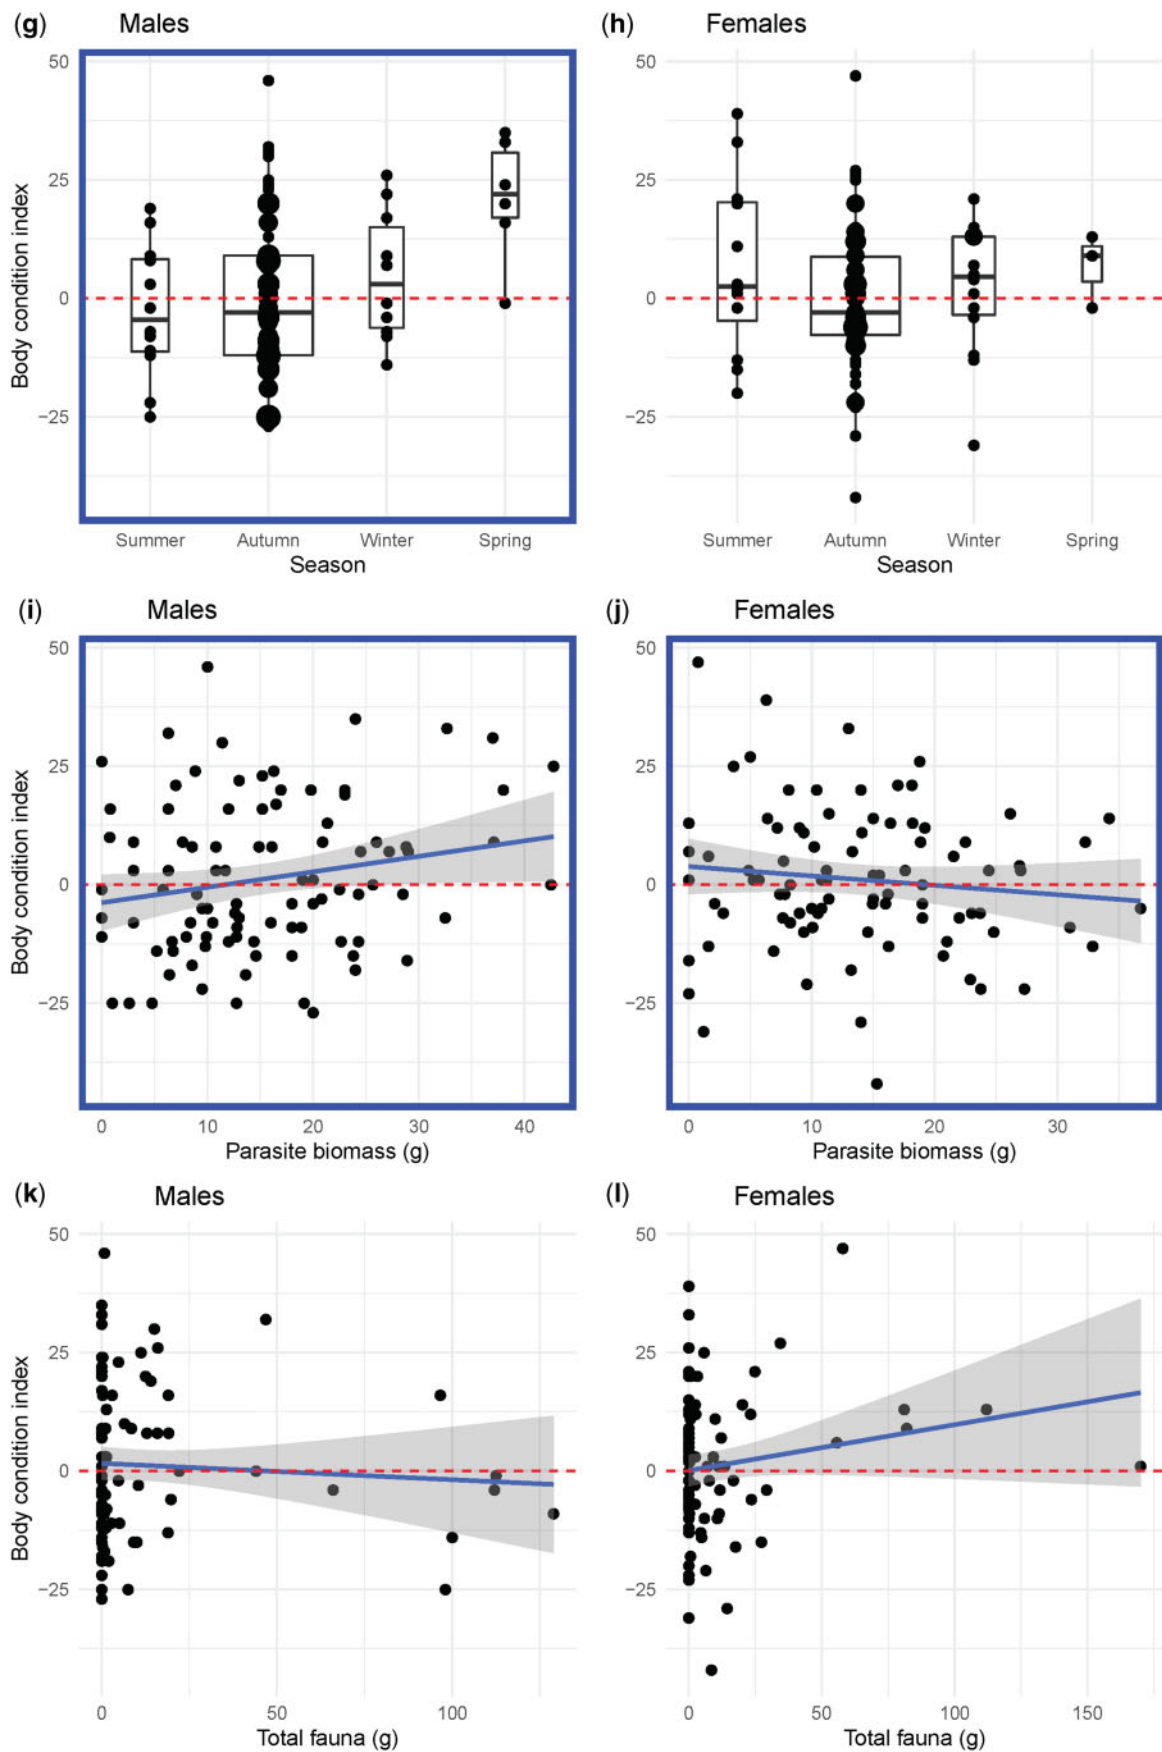 (g) Males
(h) Females
50
25
0
−25
Body condition index
Summer Autumn Winter Spring
Season
50
25
0
−25
Summer Autumn Winter Spring
Season
(i) Males
(j) Females
50
25
0
−25
Body condition index
0 10 20 30 40
Parasite biomass (g)
50
25
0
−25
0 10 20 30
Parasite biomass (g)
(k) Males
(l) Females
50
25
0
−25
Body condition index
0 50 100
Total fauna (g)
50
25
0
−25
0 50 100 150
Total fauna (g)